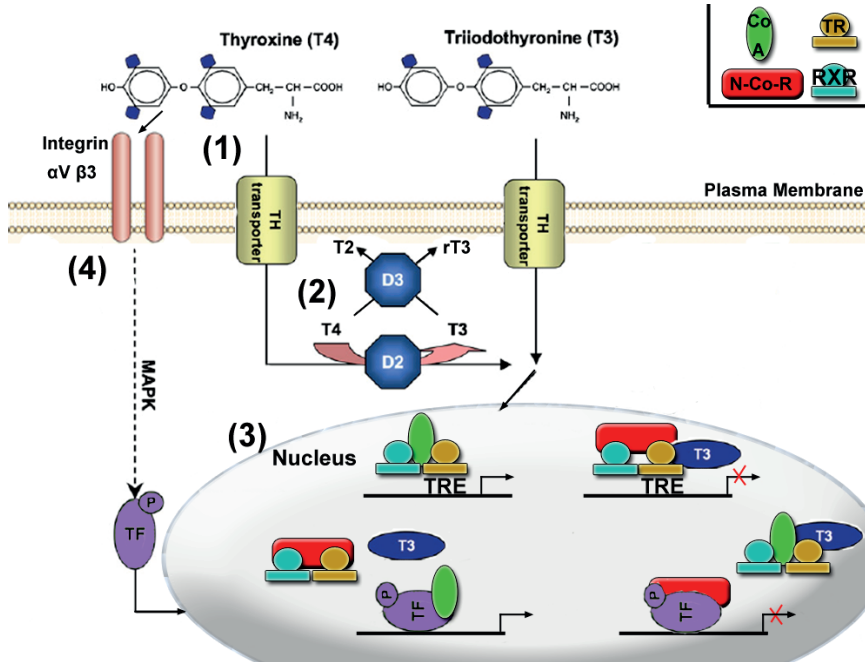 Thyroxine (T4)
Triiodothyronine (T3)
HO
O
CH₂
CH
COOH
NH₂
HO
O
CH₂
CH
COOH
NH₂
Co
A
TR
N-Co-R
RXR
Integrin
αV β3
(1)
TH
transporter
TH
transporter
Plasma Membrane
(4)
(2)
T2
rT3
D3
T4
T3
D2
MAPK
(3)
Nucleus
TRE
TRE
T3
P
TF
T3
T3
P
TF
P
TF